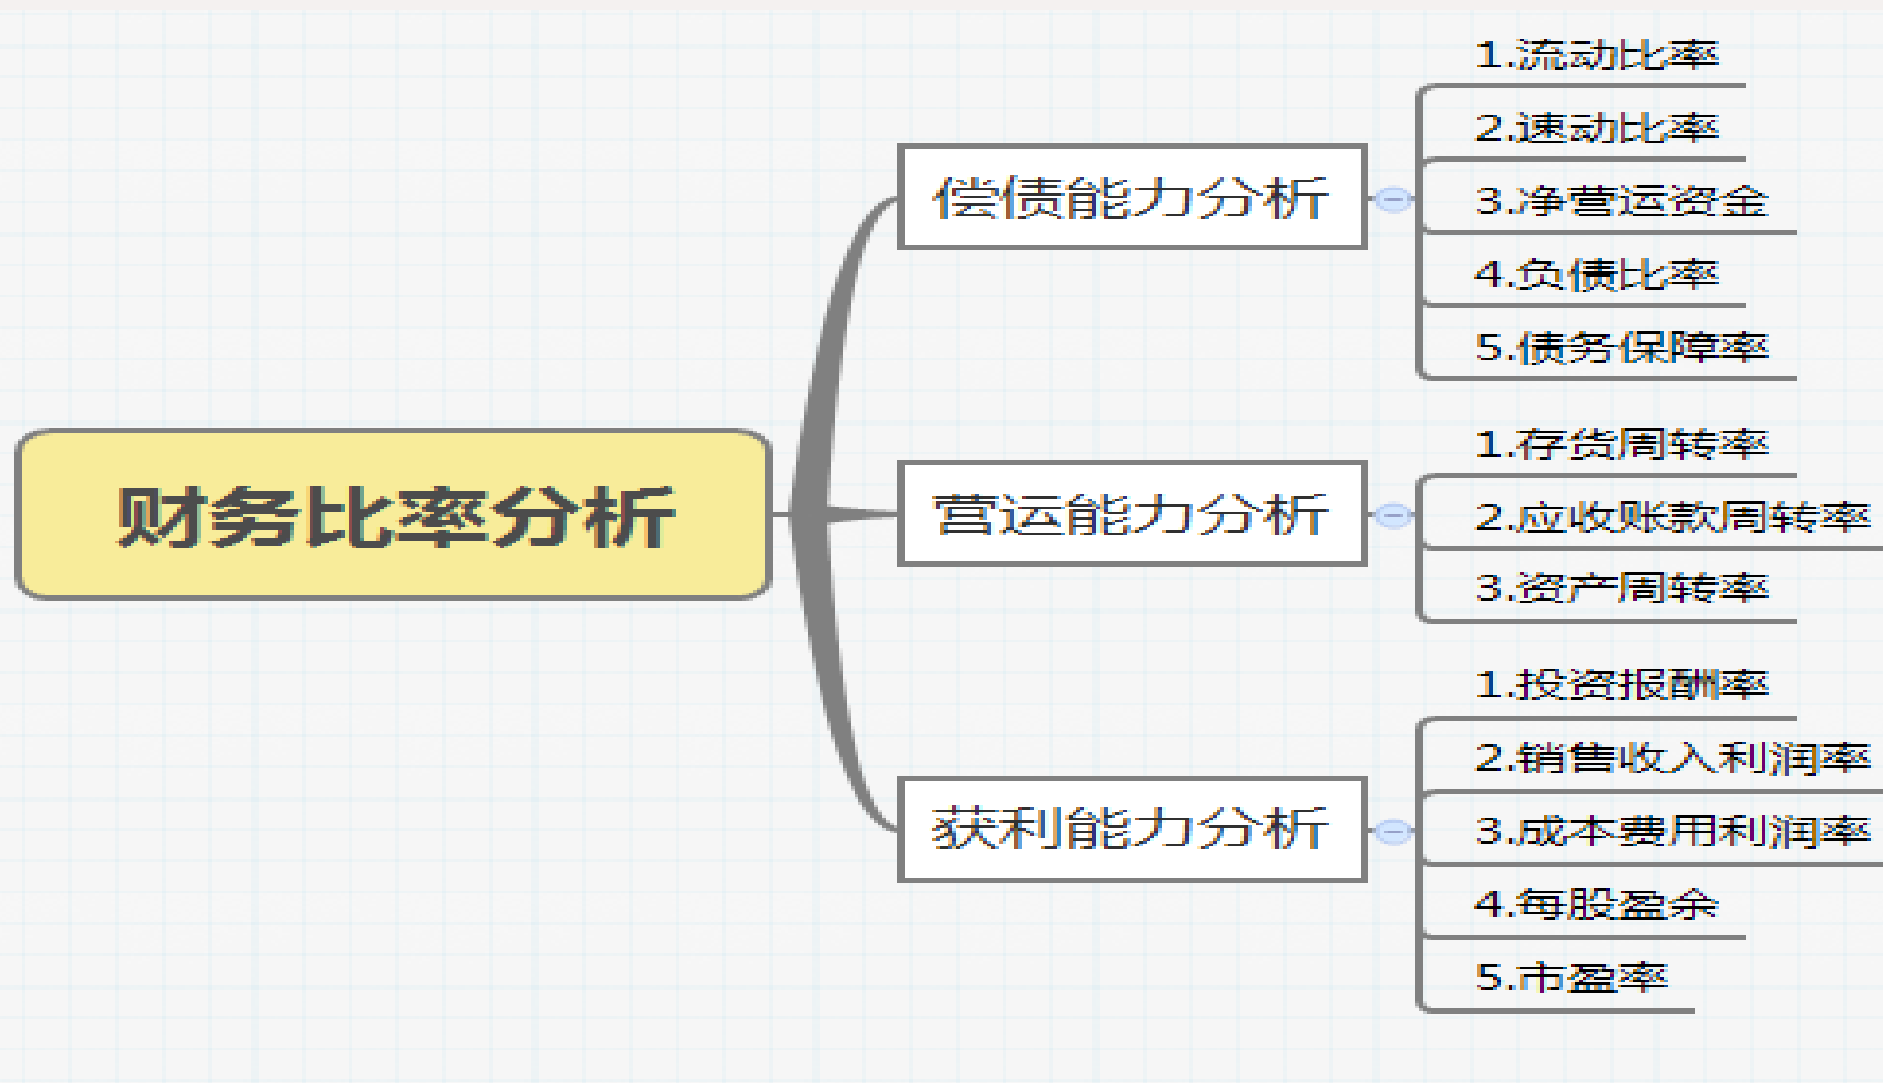 财务比率分析
偿债能力分析
1.流动比率
2.速动比率
3.净营运资金
4.负债比率
5.债务保障率
营运能力分析
1.存货周转率
2.应收账款周转率
3.资产周转率
获利能力分析
1.投资报酬率
2.销售收入利润率
3.成本费用利润率
4.每股盈余
5.市盈率